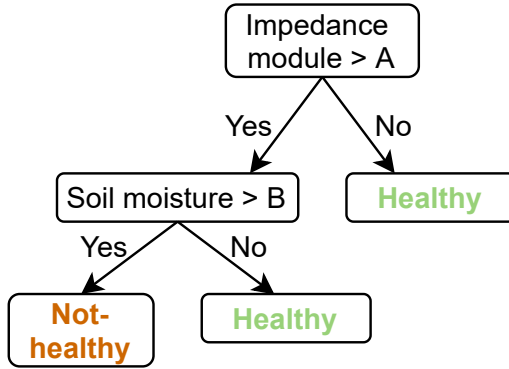 Impedance
module > A
Yes
No
Soil moisture > B
Healthy
Yes
No
Not-
healthy
Healthy